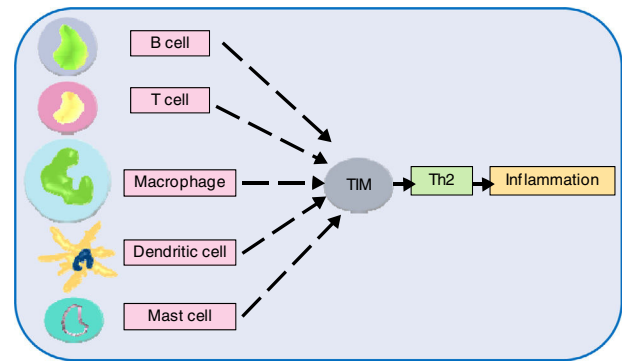 B cell
T cell
Macrophage
TIM
Th2
Inflammation
Dendritic cell
Mast cell